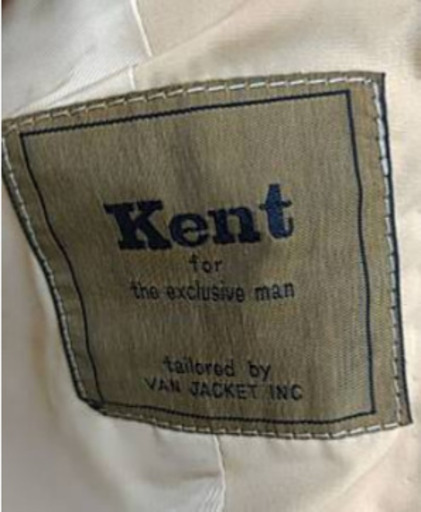 Kent
for
the exclusive man
tailored by
VAN JACKET INC